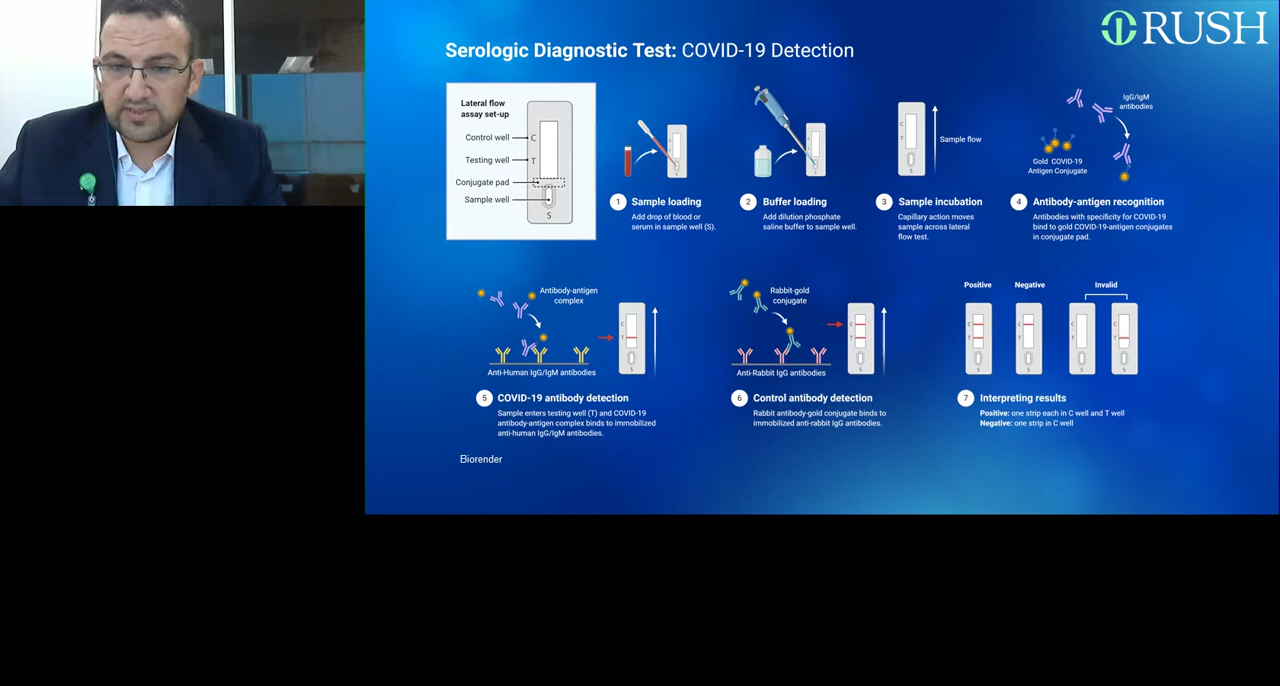 RUSH
Serologic Diagnostic Test: COVID-19 Detection
Lateral flow
assay set-up
Control well
Testing well
Conjugate pad
Sample well
C
T
S
1 Sample loading
Add drop of blood or
serum in sample well (S).
2 Buffer loading
Add dilution phosphate
saline buffer to sample well.
C
T
S
Sample flow
3 Sample incubation
Capillary action moves
sample across lateral
flow test.
IgG/IgM
antibodies
Gold COVID-19
Antigen Conjugate
4 Antibody-antigen recognition
Antibodies with specificity for COVID-19
bind to gold COVID-19-antigen conjugates
in conjugate pad.
Antibody-antigen
complex
C
T
S
Anti-Human IgG/IgM antibodies
5 COVID-19 antibody detection
Sample enters testing well (T) and COVID-19
antibody-antigen complex binds to immobilized
anti-human IgG/IgM antibodies.
Rabbit-gold
conjugate
C
T
S
Anti-Rabbit IgG antibodies
6 Control antibody detection
Rabbit antibody-gold conjugate binds to
immobilized anti-rabbit IgG antibodies.
Positive
Negative
Invalid
C
T
S
C
T
S
C
T
S
C
T
S
7 Interpreting results
Positive: one strip each in C well and T well
Negative: one strip in C well
Biorender